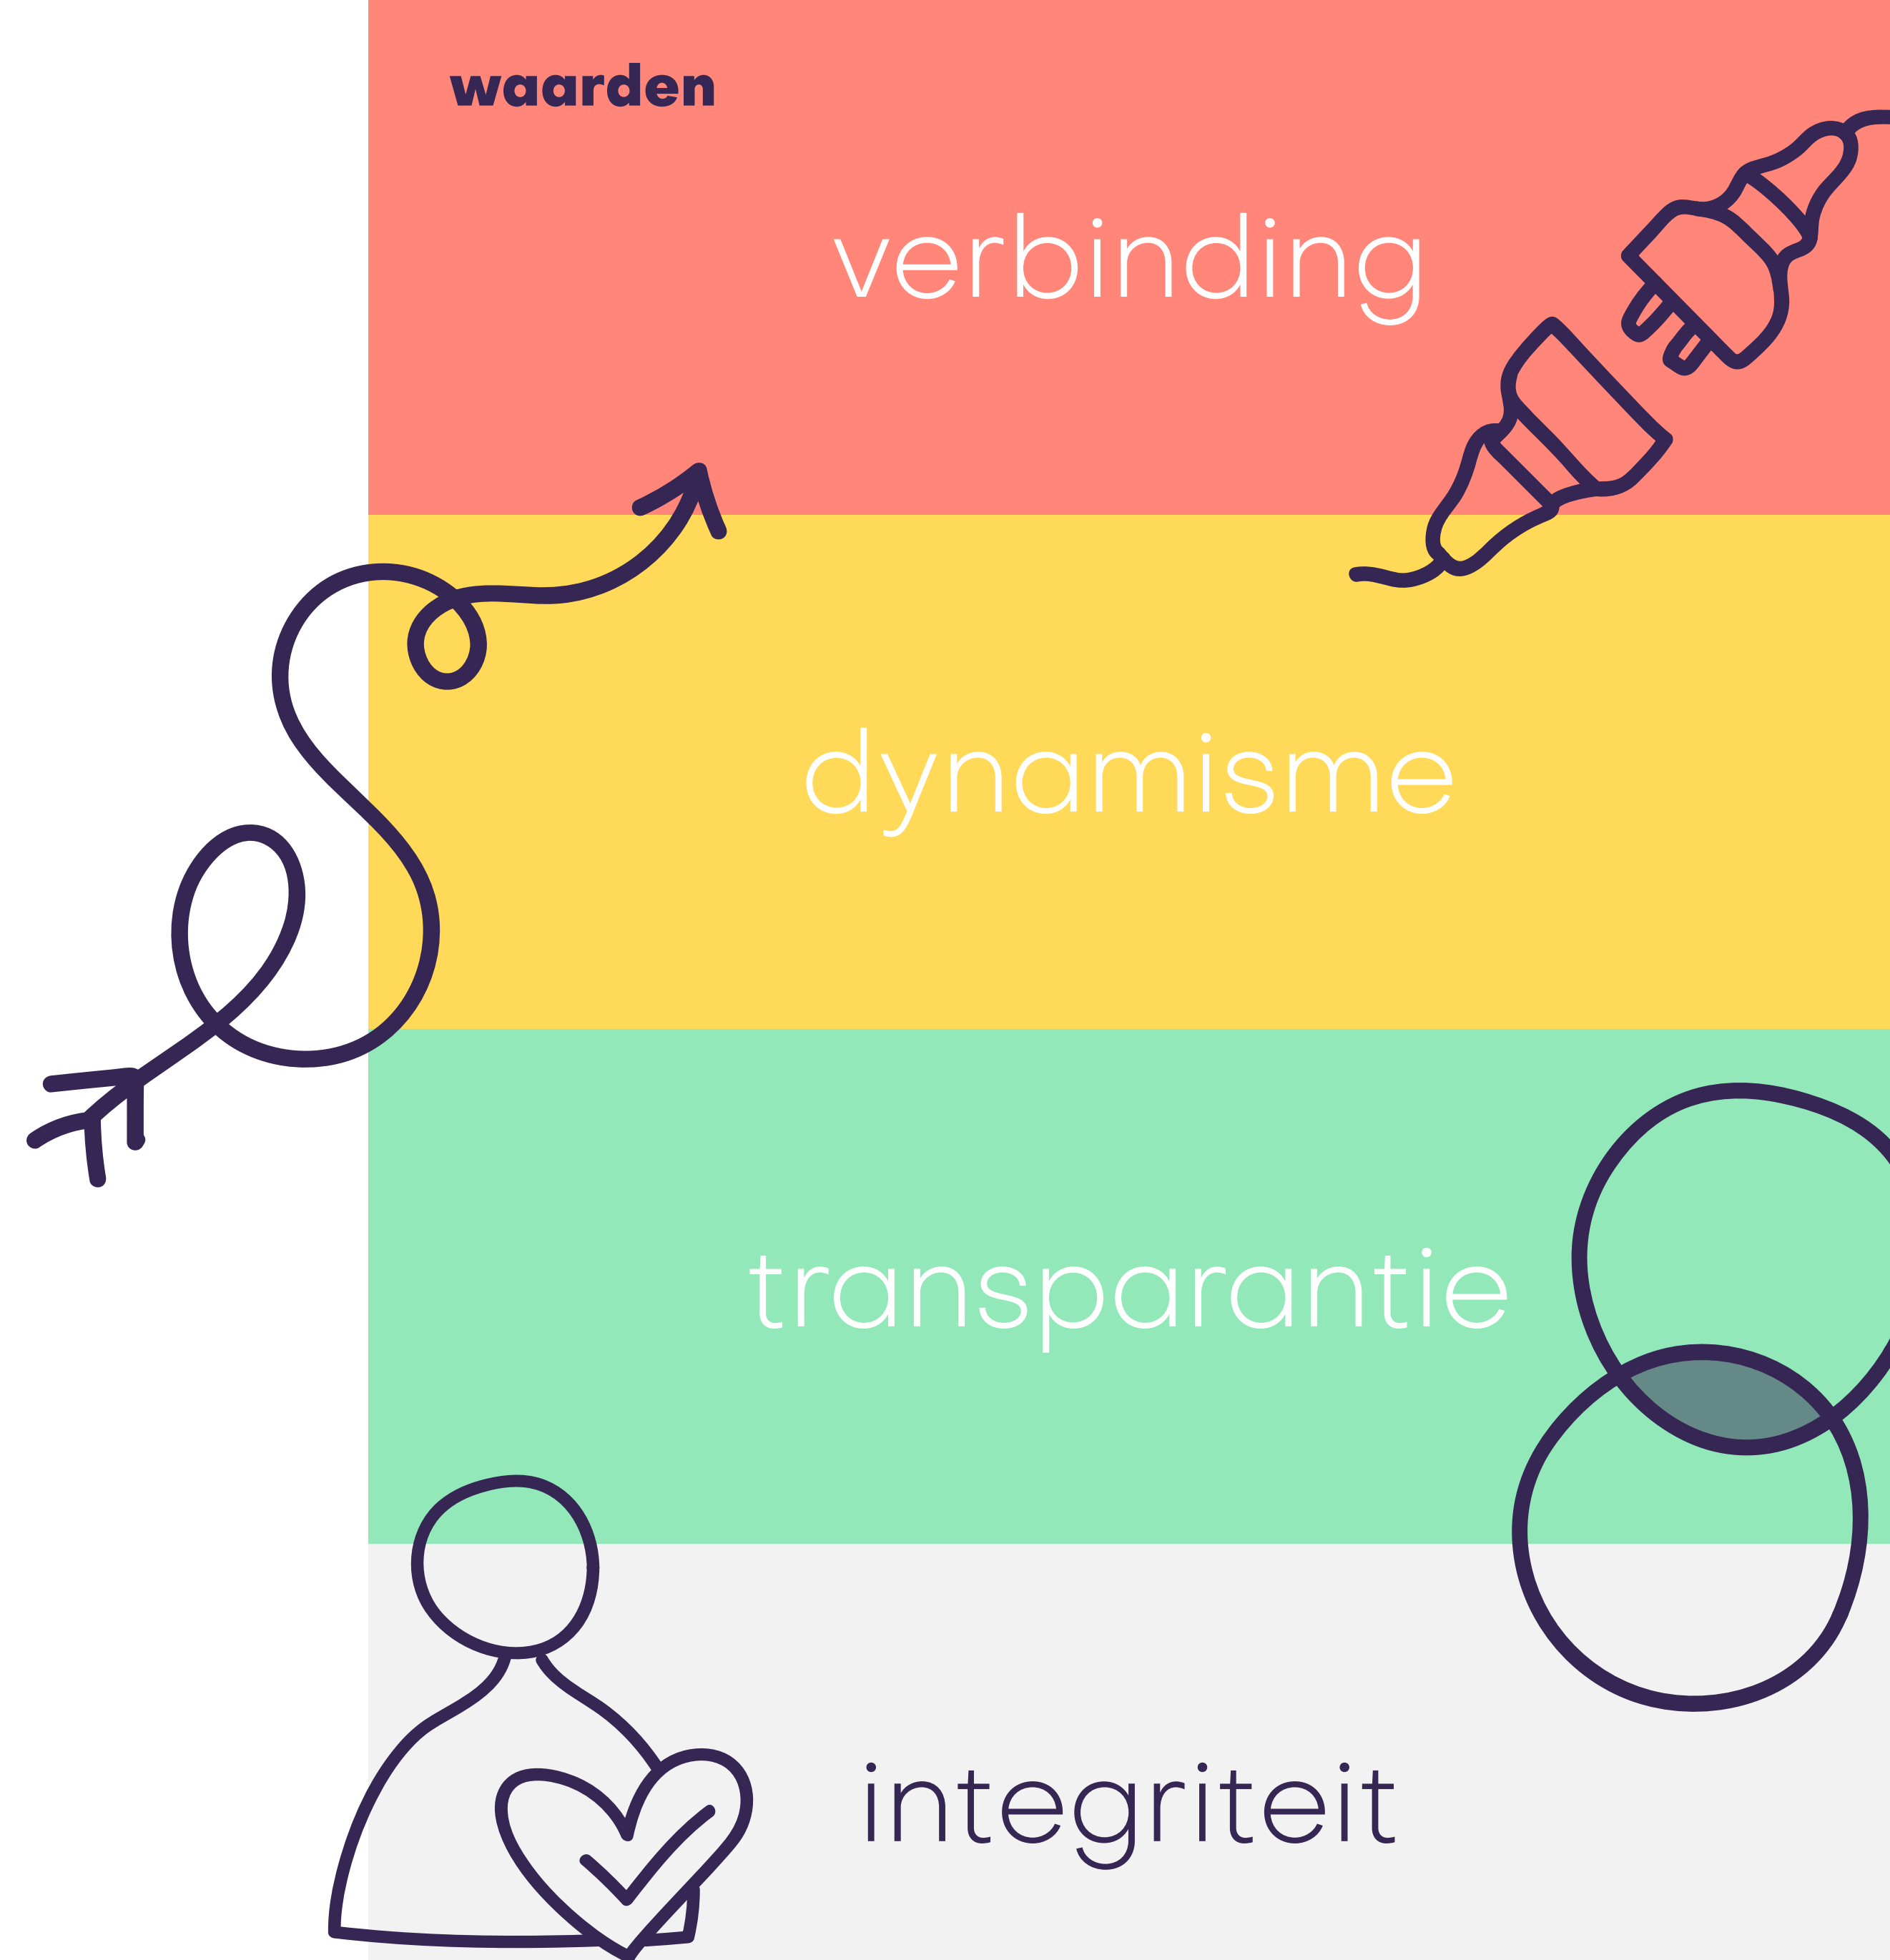 waarden
verbinding
dynamisme
transparantie
integriteit